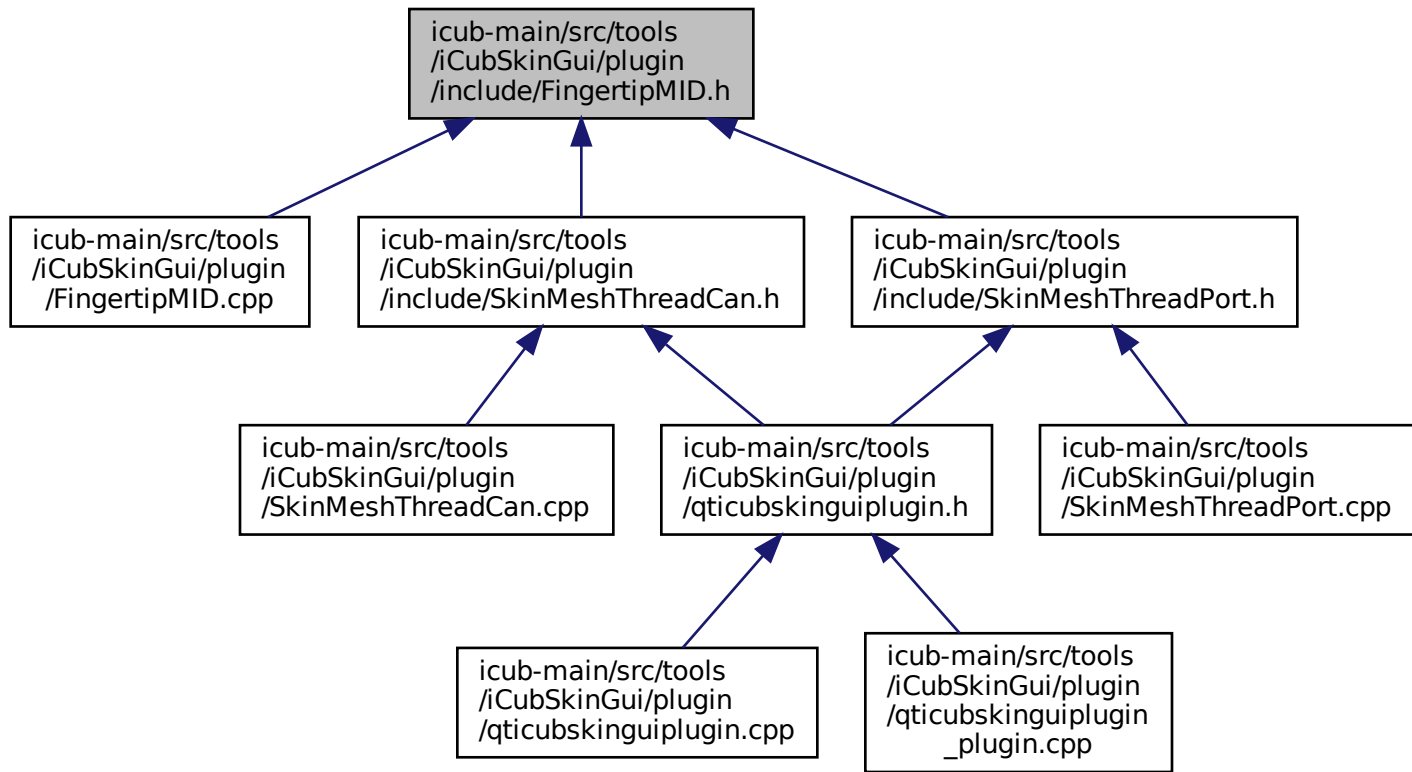 icub-main/src/tools
/iCubSkinGui/plugin
/include/FingertipMID.h
icub-main/src/tools
/iCubSkinGui/plugin
/FingertipMID.cpp
icub-main/src/tools
/iCubSkinGui/plugin
/include/SkinMeshThreadCan.h
icub-main/src/tools
/iCubSkinGui/plugin
/include/SkinMeshThreadPort.h
icub-main/src/tools
/iCubSkinGui/plugin
/SkinMeshThreadCan.cpp
icub-main/src/tools
/iCubSkinGui/plugin
/qticubskinguiplugin.h
icub-main/src/tools
/iCubSkinGui/plugin
/SkinMeshThreadPort.cpp
icub-main/src/tools
/iCubSkinGui/plugin
/qticubskinguiplugin.cpp
icub-main/src/tools
/iCubSkinGui/plugin
/qticubskinguiplugin
_plugin.cpp